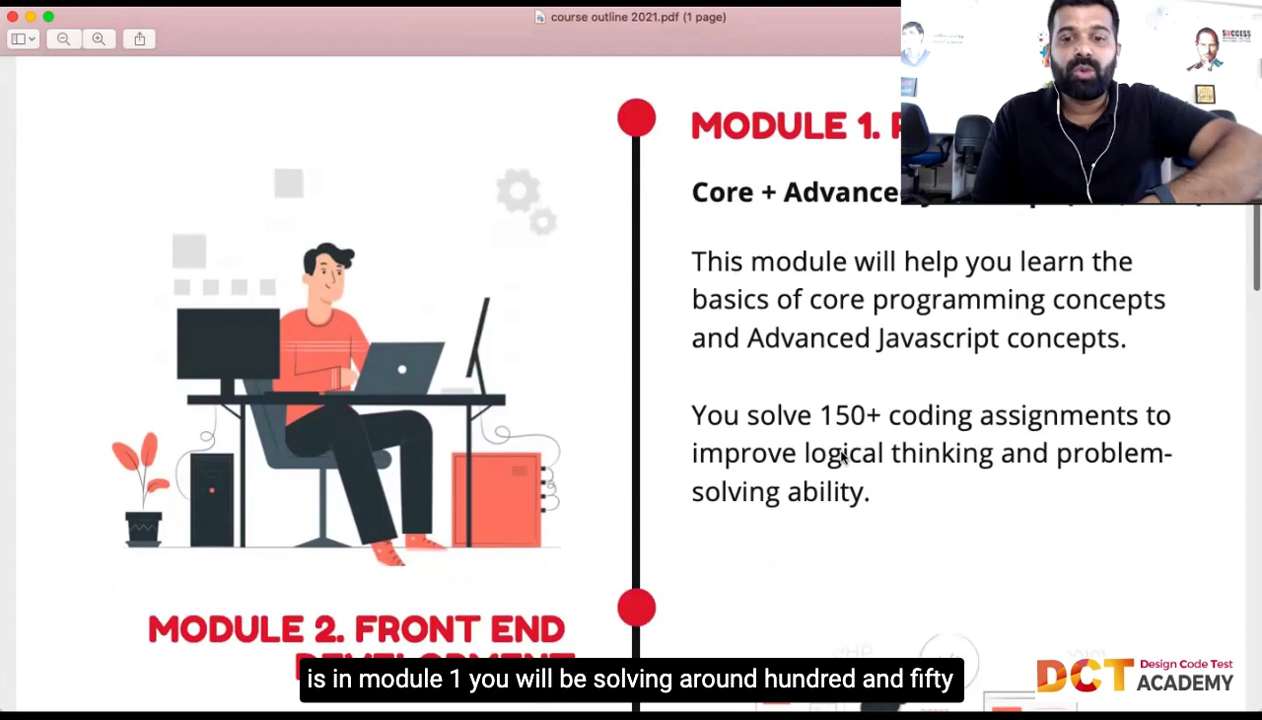 course outline 2021.pdf (1 page)
SUCCESS
MODULE 1.
Core + Advance
This module will help you learn the
basics of core programming concepts
and Advanced Javascript concepts.
You solve 150+ coding assignments to
improve logical thinking and problem-
solving ability.
MODULE 2. FRONT END
is in module 1 you will be solving around hundred and fifty
DCT Design Code Test
ACADEMY